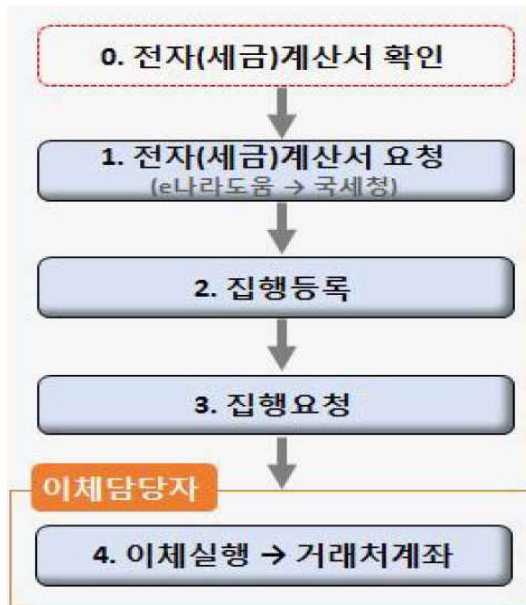 0. 전자(세금)계산서 확인
1. 전자(세금)계산서 요청
(e나라도움 → 국세청)
2. 집행등록
3. 집행요청
이체담당자
4. 이체실행 → 거래처계좌